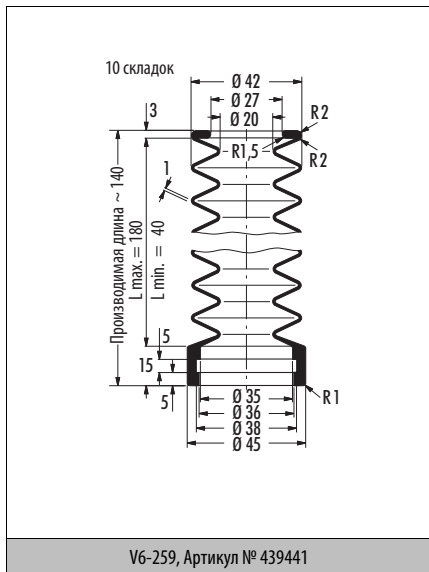 10 складок
Ø 42
Ø 27
Ø 20
3
R2
R1,5
R2
1
Производимая длина ~ 140
L max. = 180
L min. = 40
5
15
5
Ø 35
R1
Ø 36
Ø 38
Ø 45
V6-259, Артикул № 439441